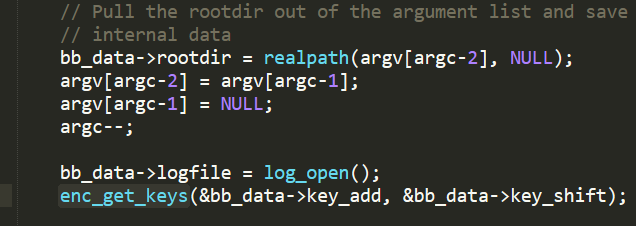 // Pull the rootdir out of the argument list and save
// internal data
bb_data->rootdir = realpath(argv[argc-2], NULL);
argv[argc-2] = argv[argc-1];
argv[argc-1] = NULL;
argc--;
bb_data->logfile = log_open();
enc_get_keys(&bb_data->key_add, &bb_data->key_shift);